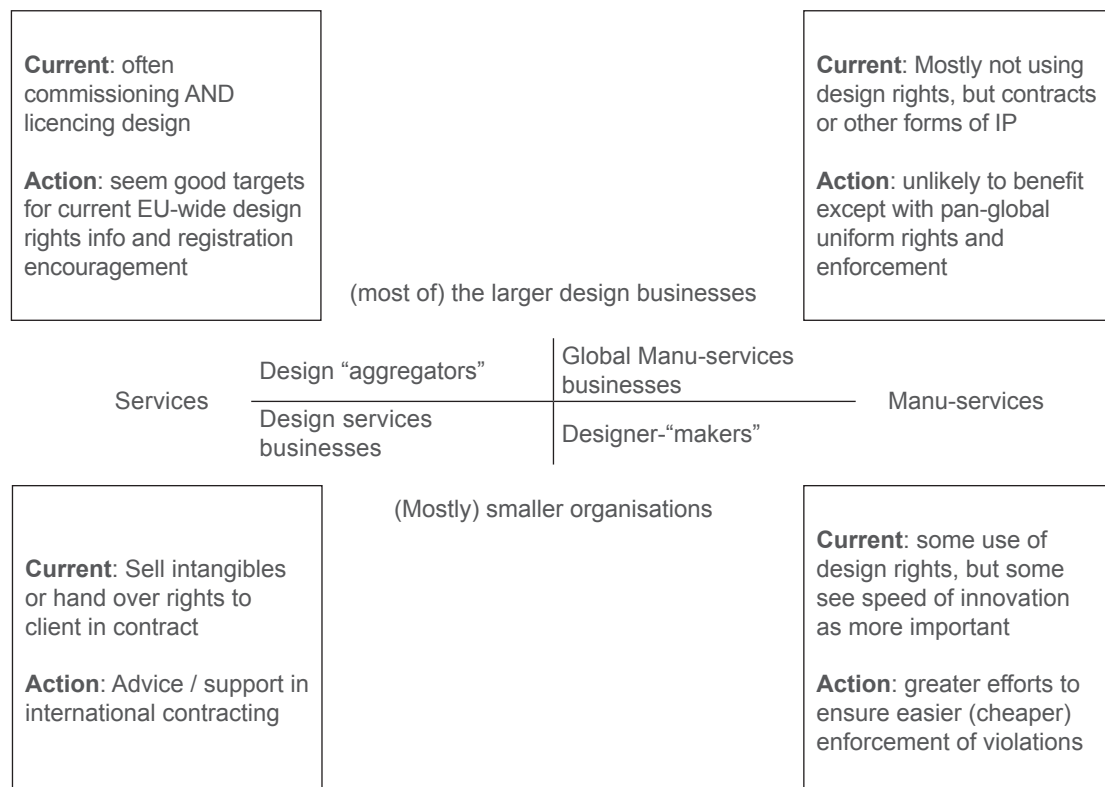 Current: often
commissioning AND
licencing design
Action: seem good targets
for current EU-wide design
rights info and registration
encouragement
Current: Mostly not using
design rights, but contracts
or other forms of IP
Action: unlikely to benefit
except with pan-global
uniform rights and
enforcement
(most of) the larger design businesses
Services
Design “aggregators”
Global Manu-services
businesses
Design services
businesses
Designer-“makers”
Manu-services
(Mostly) smaller organisations
Current: Sell intangibles
or hand over rights to
client in contract
Action: Advice / support in
international contracting
Current: some use of
design rights, but some
see speed of innovation
as more important
Action: greater efforts to
ensure easier (cheaper)
enforcement of violations